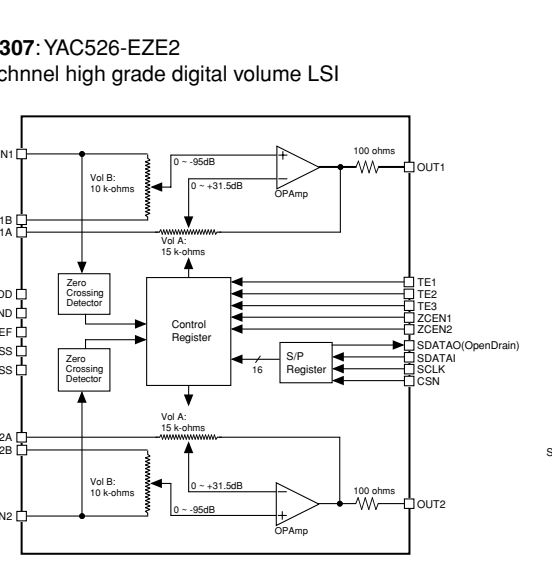 307: YAC526-EZE2
chnnel high grade digital volume LSI
N1
Vol B:
10 k-ohms
0 ~ -95dB
0 ~ +31.5dB
OPAmp
100 ohms
OUT1
1B
1A
Vol A:
15 k-ohms
Zero
Crossing
Detector
Control
Register
TE1
TE2
TE3
ZCEN1
ZCEN2
DD
ND
EF
SS
SS
Zero
Crossing
Detector
16
S/P
Register
SDATAO(OpenDrain)
SDATAI
SCLK
CSN
Vol A:
15 k-ohms
2A
2B
Vol B:
10 k-ohms
0 ~ +31.5dB
0 ~ -95dB
OPAmp
100 ohms
OUT2
N2
S